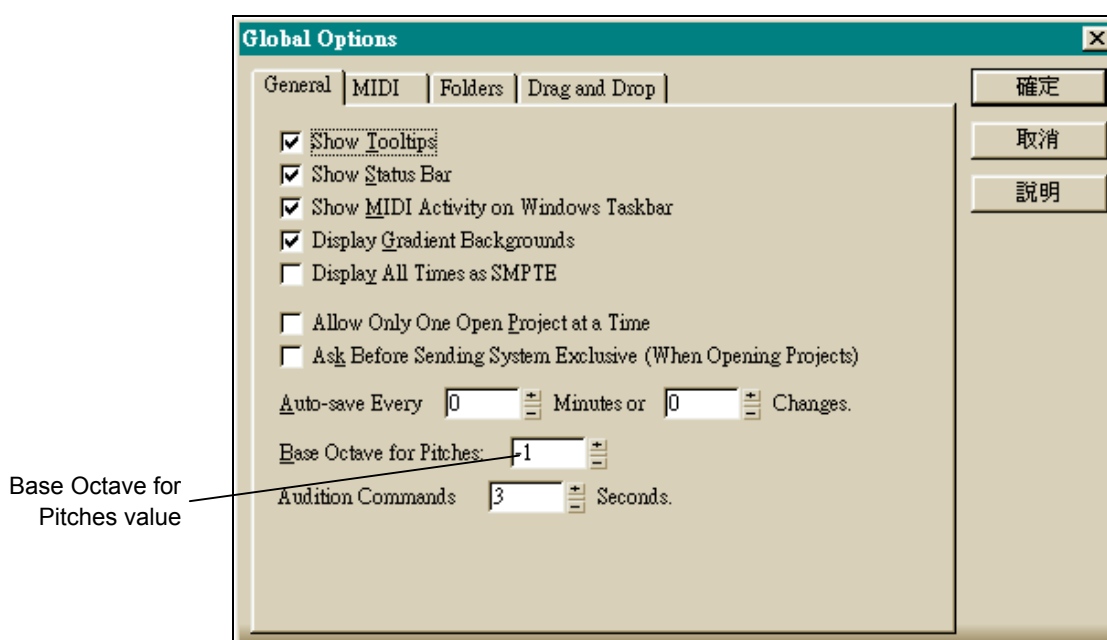 Global Options
General MIDI Folders Drag and Drop
確定
取消
說明
Show Tooltips
Show Status Bar
Show MIDI Activity on Windows Taskbar
Display Gradient Backgrounds
Display All Times as SMPTE
Allow Only One Open Project at a Time
Ask Before Sending System Exclusive (When Opening Projects)
Auto-save Every 0 Minutes or 0 Changes.
Base Octave for Pitches: -1
Audition Commands 3 Seconds.
Base Octave for
Pitches value